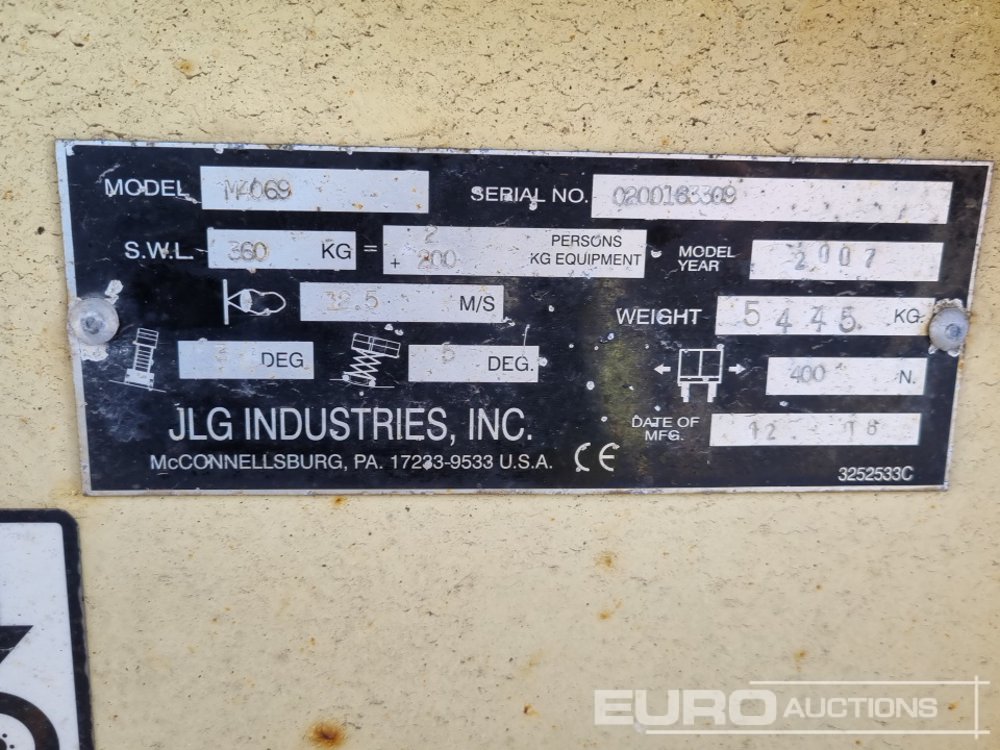 MODEL M4069 SERIAL NO. 0200163309
S.W.L. 360 KG = 2 PERSONS
+ 200 KG EQUIPMENT
MODEL YEAR 2007
M/S
WEIGHT 5445 KG.
DEG 5 DEG.
400 N.
JLG INDUSTRIES, INC.
DATE OF MFG. 12
McCONNELLSBURG, PA. 17233-9533 U.S.A. CE
3252533C
EURO AUCTIONS